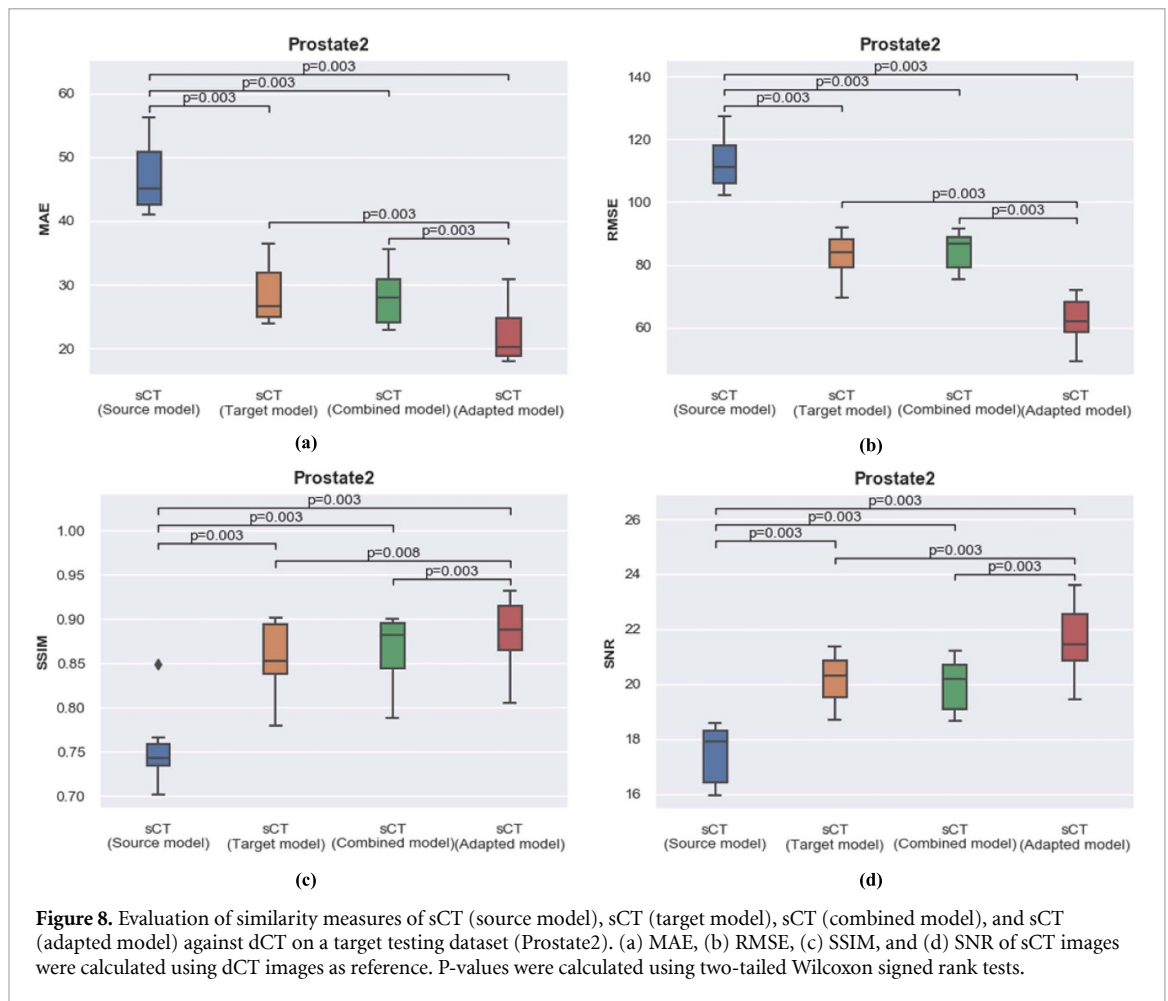 Prostate2
p=0.003
p=0.003
p=0.003
p=0.003
p=0.003
60
50
40
30
20
MAE
sCT
(Source model)
sCT
(Target model)
sCT
(Combined model)
sCT
(Adapted model)
(a)
Prostate2
p=0.003
p=0.003
p=0.003
p=0.003
p=0.003
140
120
100
80
60
RMSE
sCT
(Source model)
sCT
(Target model)
sCT
(Combined model)
sCT
(Adapted model)
(b)
Prostate2
p=0.003
p=0.003
p=0.003
p=0.008
p=0.003
1.00
0.95
0.90
0.85
0.80
0.75
0.70
SSIM
sCT
(Source model)
sCT
(Target model)
sCT
(Combined model)
sCT
(Adapted model)
(c)
Prostate2
p=0.003
p=0.003
p=0.003
p=0.003
p=0.003
26
24
22
20
18
16
SNR
sCT
(Source model)
sCT
(Target model)
sCT
(Combined model)
sCT
(Adapted model)
(d)
Figure 8. Evaluation of similarity measures of sCT (source model), sCT (target model), sCT (combined model), and sCT
(adapted model) against dCT on a target testing dataset (Prostate2). (a) MAE, (b) RMSE, (c) SSIM, and (d) SNR of sCT images
were calculated using dCT images as reference. P-values were calculated using two-tailed Wilcoxon signed rank tests.